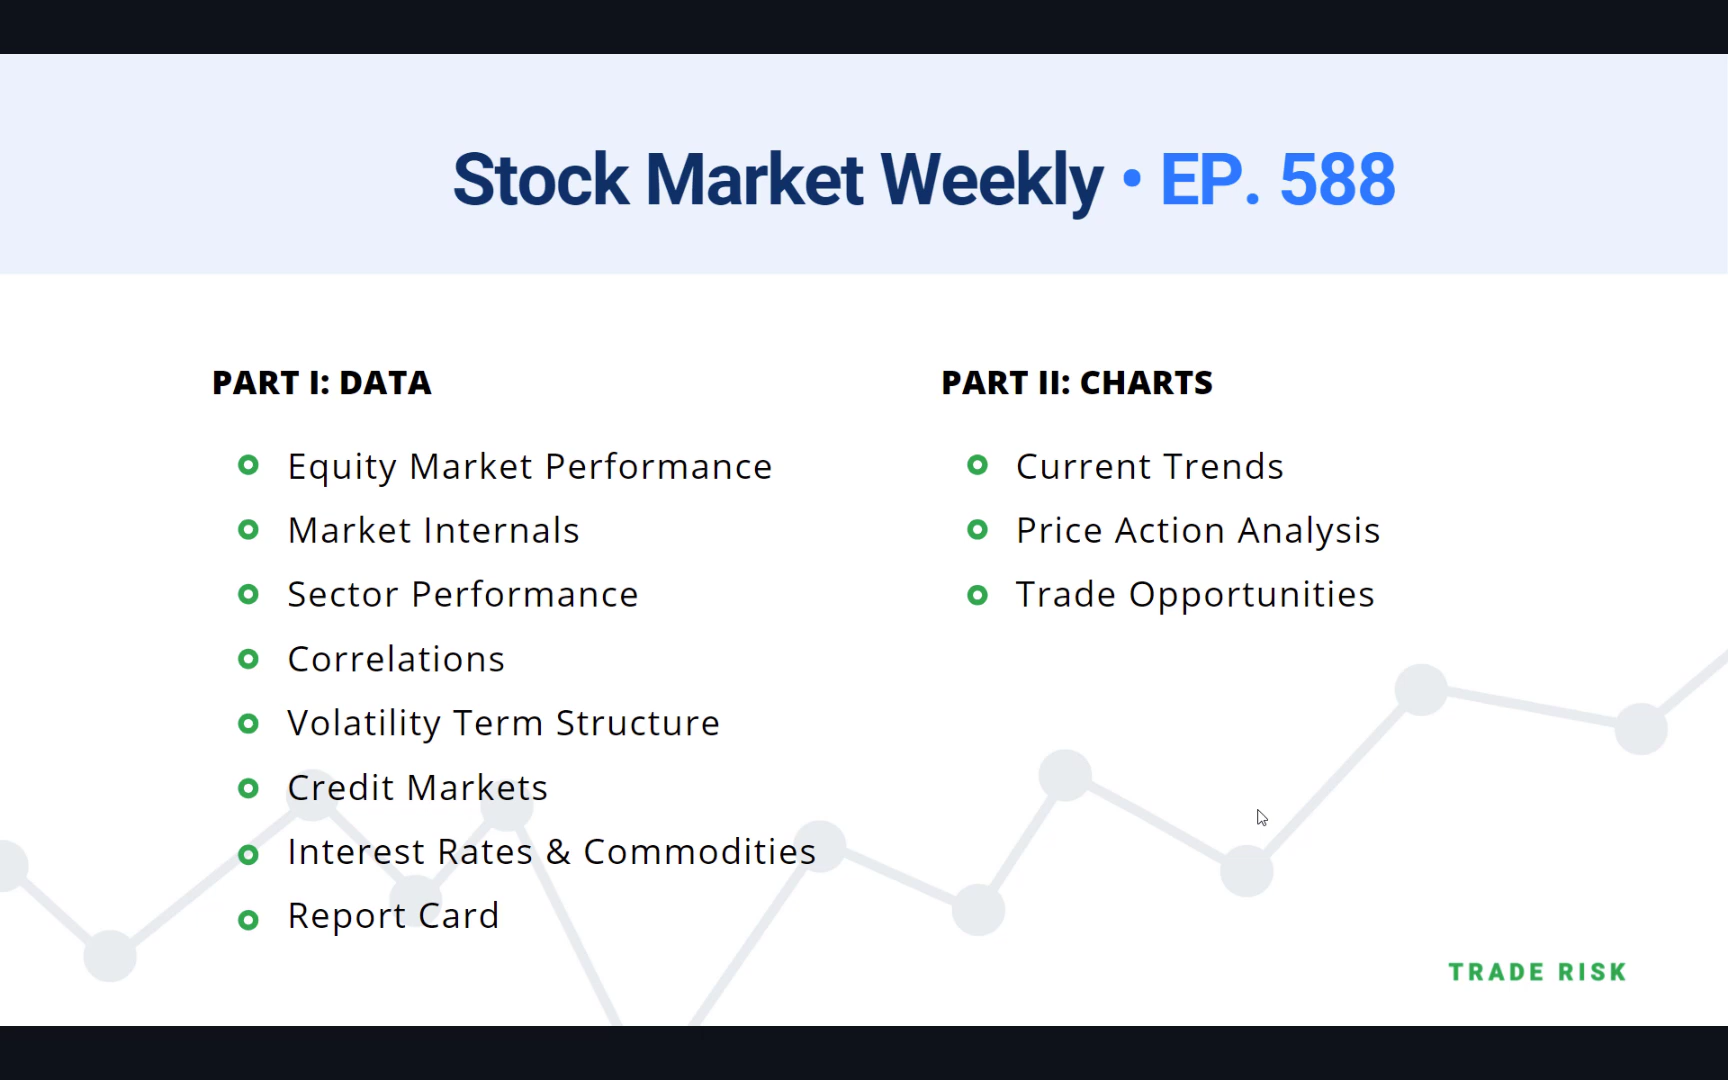 Stock Market Weekly • EP. 588
PART I: DATA
Equity Market Performance
Market Internals
Sector Performance
Correlations
Volatility Term Structure
Credit Markets
Interest Rates & Commodities
Report Card
PART II: CHARTS
Current Trends
Price Action Analysis
Trade Opportunities
TRADE RISK